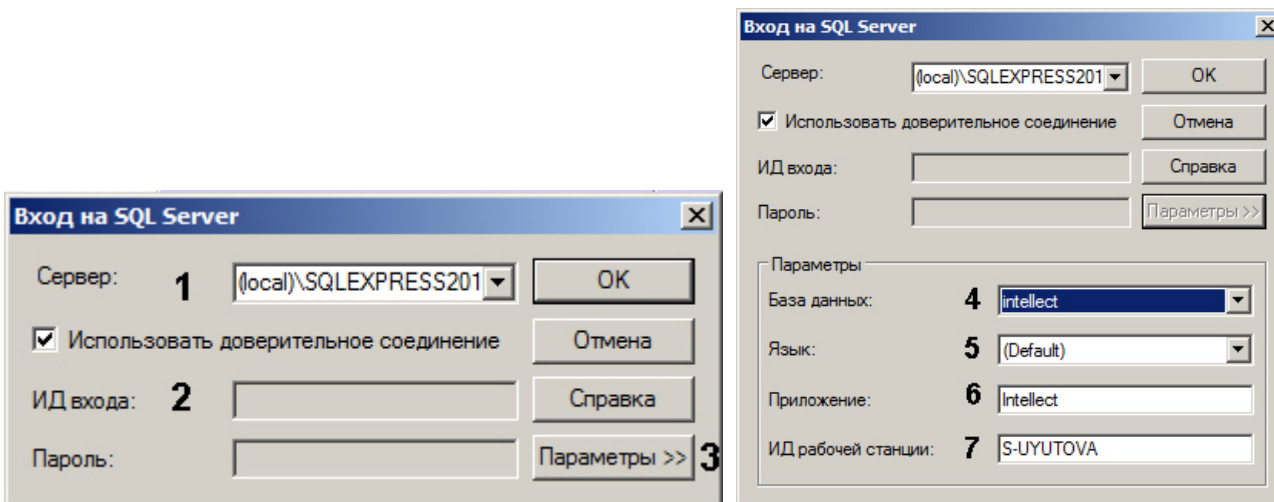 Вход на SQL Server
Сервер: 1 (local)\SQLEXPRESS201 OK
Использовать доверительное соединение Отмена
ИД входа: 2 Справка
Пароль: Параметры >> 3
Вход на SQL Server
Сервер: (local)\SQLEXPRESS201 OK
Использовать доверительное соединение Отмена
ИД входа: Справка
Пароль: Параметры >>
Параметры
База данных: 4 intellect
Язык: 5 (Default)
Приложение: 6 Intellect
ИД рабочей станции: 7 S-UYUTOVA